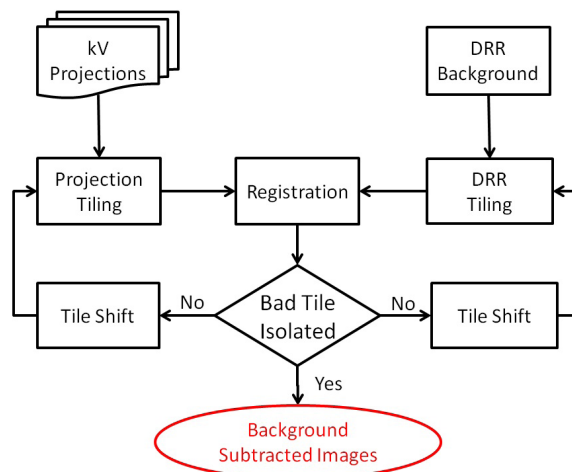 kV
Projections
DRR
Background
Projection
Tiling
Registration
DRR
Tiling
Tile Shift
No
Bad Tile
Isolated
No
Tile Shift
Yes
Background
Subtracted Images